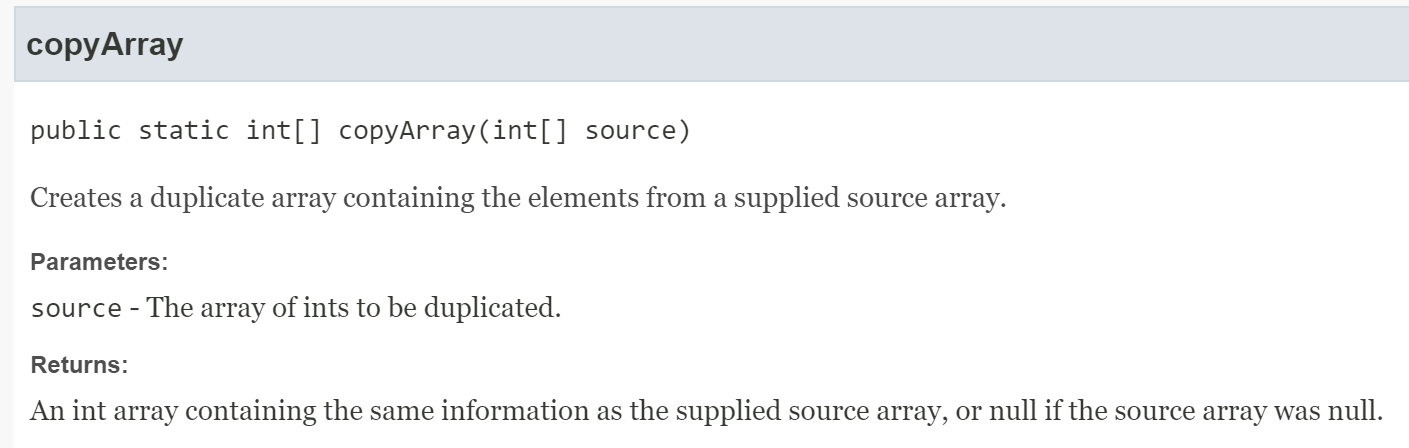 copyArray
public static int[] copyArray(int[] source)
Creates a duplicate array containing the elements from a supplied source array.
Parameters:
source - The array of ints to be duplicated.
Returns:
An int array containing the same information as the supplied source array, or null if the source array was null.